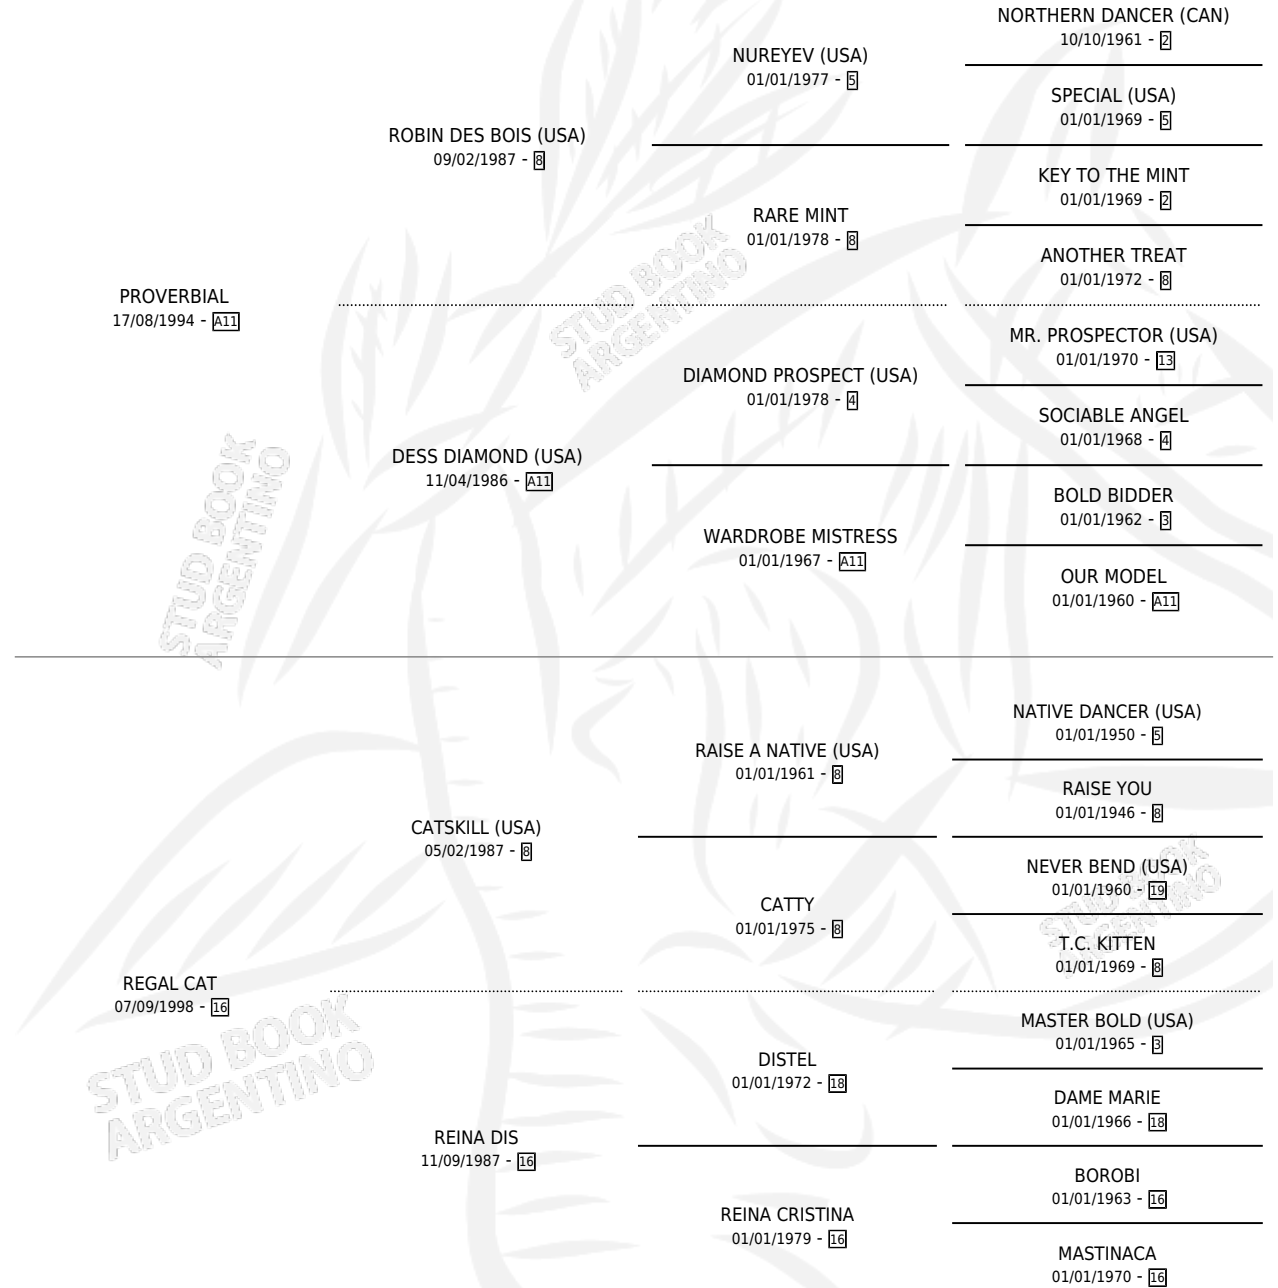 NORTHERN DANCER (CAN)
10/10/1961 - 2
NUREYEV (USA)
01/01/1977 - 5
SPECIAL (USA)
01/01/1969 - 5
ROBIN DES BOIS (USA)
09/02/1987 - 8
KEY TO THE MINT
01/01/1969 - 2
RARE MINT
01/01/1978 - 8
ANOTHER TREAT
01/01/1972 - 8
PROVERBIAL
17/08/1994 - A11
STUD BOOK
ARGENTINO
MR. PROSPECTOR (USA)
01/01/1970 - 13
DIAMOND PROSPECT (USA)
01/01/1978 - 4
SOCIABLE ANGEL
01/01/1968 - 4
DESS DIAMOND (USA)
11/04/1986 - A11
BOLD BIDDER
01/01/1962 - 3
WARDROBE MISTRESS
01/01/1967 - A11
OUR MODEL
01/01/1960 - A11
STUD BOOK
ARGENTINO
NATIVE DANCER (USA)
01/01/1950 - 5
RAISE A NATIVE (USA)
01/01/1961 - 8
RAISE YOU
01/01/1946 - 8
CATSKILL (USA)
05/02/1987 - 8
NEVER BEND (USA)
01/01/1960 - 19
CATTY
01/01/1975 - 8
STUD BOOK
ARGENTINO
T.C. KITTEN
01/01/1969 - 8
REGAL CAT
07/09/1998 - 16
STUD BOOK
ARGENTINO
MASTER BOLD (USA)
01/01/1965 - 3
DISTEL
01/01/1972 - 18
DAME MARIE
01/01/1966 - 18
REINA DIS
11/09/1987 - 16
BOROBI
01/01/1963 - 16
REINA CRISTINA
01/01/1979 - 16
MASTINACA
01/01/1970 - 16